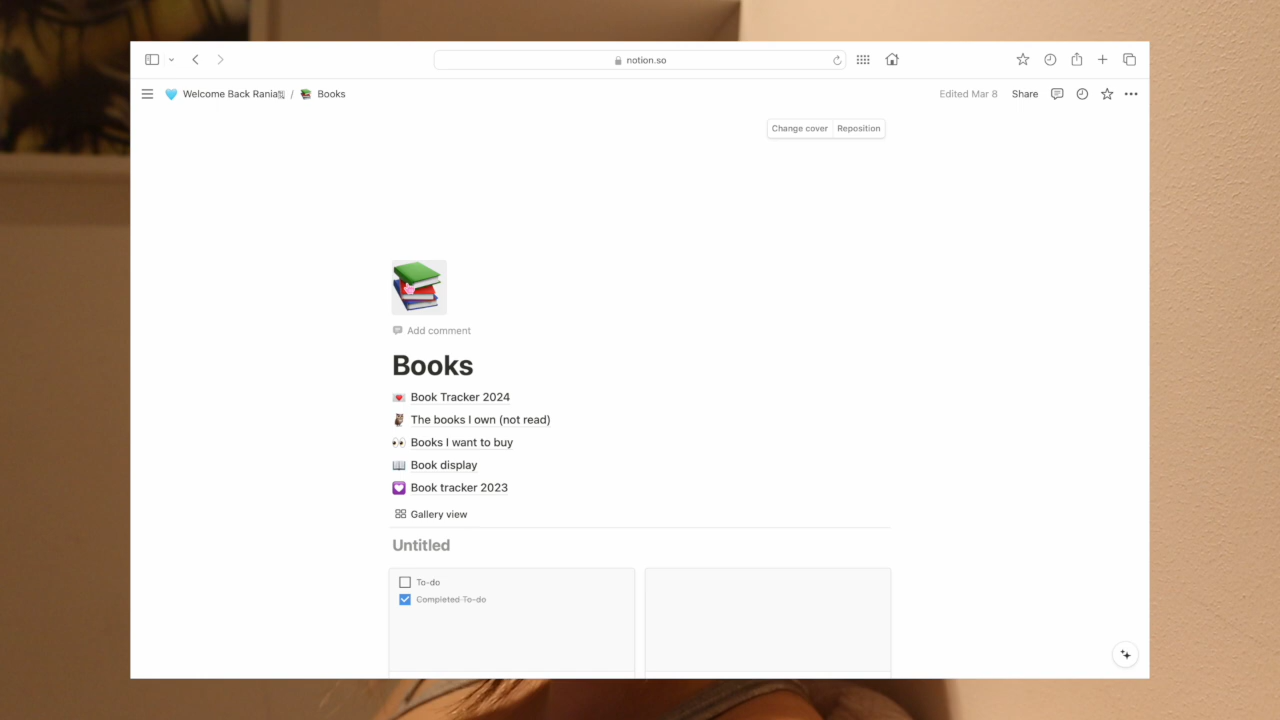 notion.so
Welcome Back Rania / Books
Edited Mar 8 Share
Change cover Reposition
Add comment
Books
Book Tracker 2024
The books I own (not read)
Books I want to buy
Book display
Book tracker 2023
Gallery view
Untitled
To-do
Completed To-do